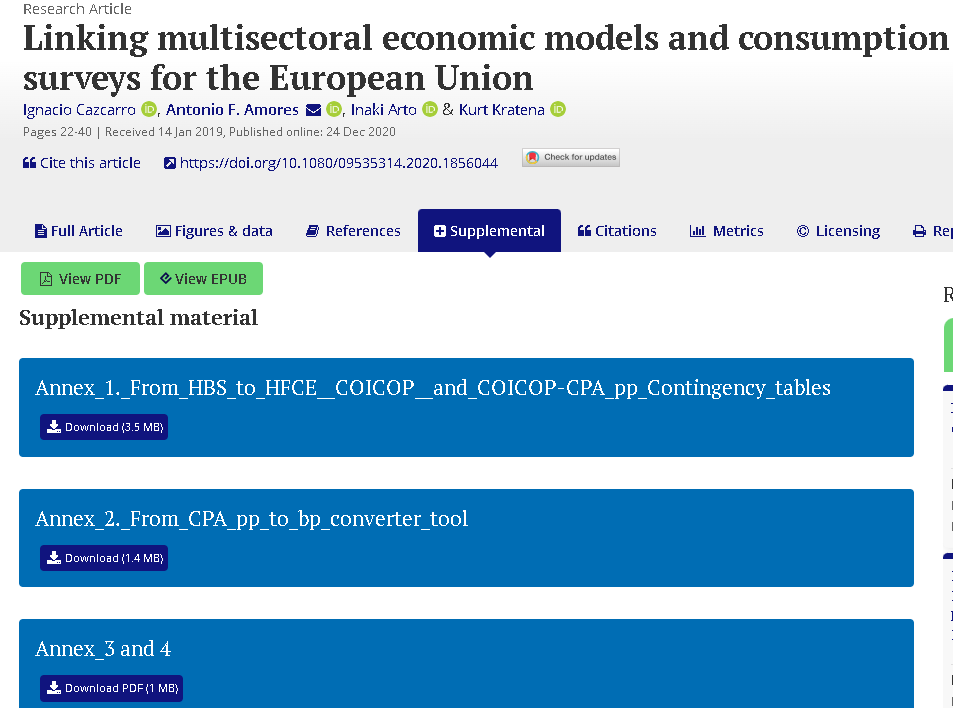 Research Article
Linking multisectoral economic models and consumption
surveys for the European Union
Ignacio Cazcarro iD, Antonio F. Amores iD, Inaki Arto iD & Kurt Kratena iD
Pages 22-40 | Received 14 Jan 2019, Published online: 24 Dec 2020
Cite this article https://doi.org/10.1080/09535314.2020.1856044 Check for updates
Full Article Figures & data References Supplemental Citations Metrics Licensing
View PDF View EPUB
Supplemental material
Annex_1._From_HBS_to_HFCE__COICOP__and_COICOP-CPA_pp_Contingency_tables
Download (3.5 MB)
Annex_2._From_CPA_pp_to_bp_converter_tool
Download (1.4 MB)
Annex_3 and 4
Download PDF (1 MB)